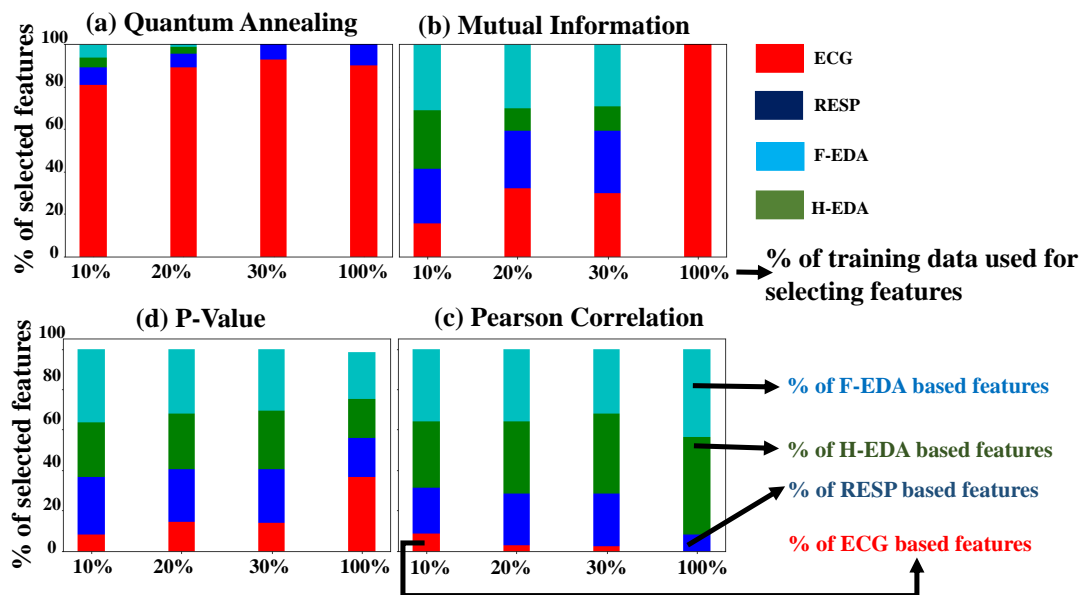 (a) Quantum Annealing
% of selected features
100
80
60
40
20
0
10% 20% 30% 100%
(b) Mutual Information
10% 20% 30% 100%
ECG
RESP
F-EDA
H-EDA
% of training data used for
selecting features
(d) P-Value
% of selected features
100
80
60
40
20
0
10% 20% 30% 100%
(c) Pearson Correlation
10% 20% 30% 100%
% of F-EDA based features
% of H-EDA based features
% of RESP based features
% of ECG based features